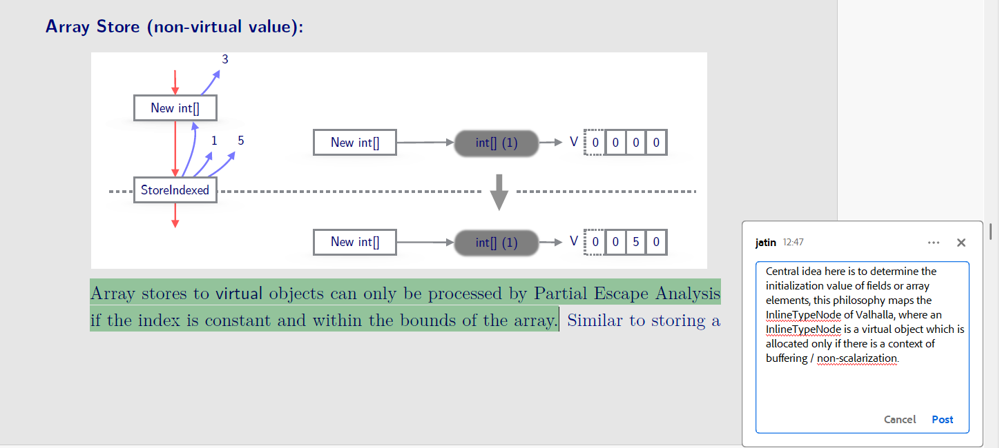 Array Store (non-virtual value):
3
New int[]
1 5
StoreIndexed
New int[] int[] (1) V 0 0 0 0
New int[] int[] (1) V 0 0 5 0
Array stores to virtual objects can only be processed by Partial Escape Analysis
if the index is constant and within the bounds of the array. Similar to storing a
jatin 12:47
Central idea here is to determine the
initialization value of fields or array
elements, this philosophy maps the
InlineTypeNode of Valhalla, where an
InlineTypeNode is a virtual object which is
allocated only if there is a context of
buffering / non-scalarization.
Cancel Post